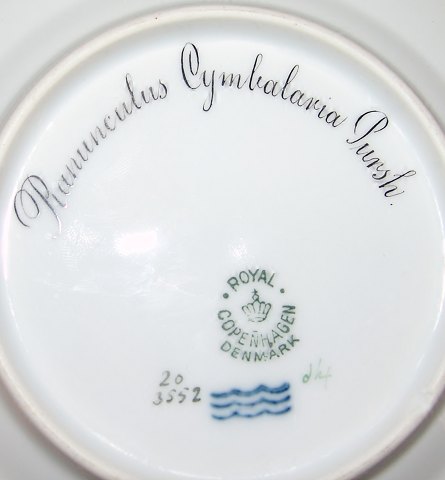 Ranunculus Cymbalaria Pursh.
ROYAL
COPENHAGEN
DENMARK
20
3552